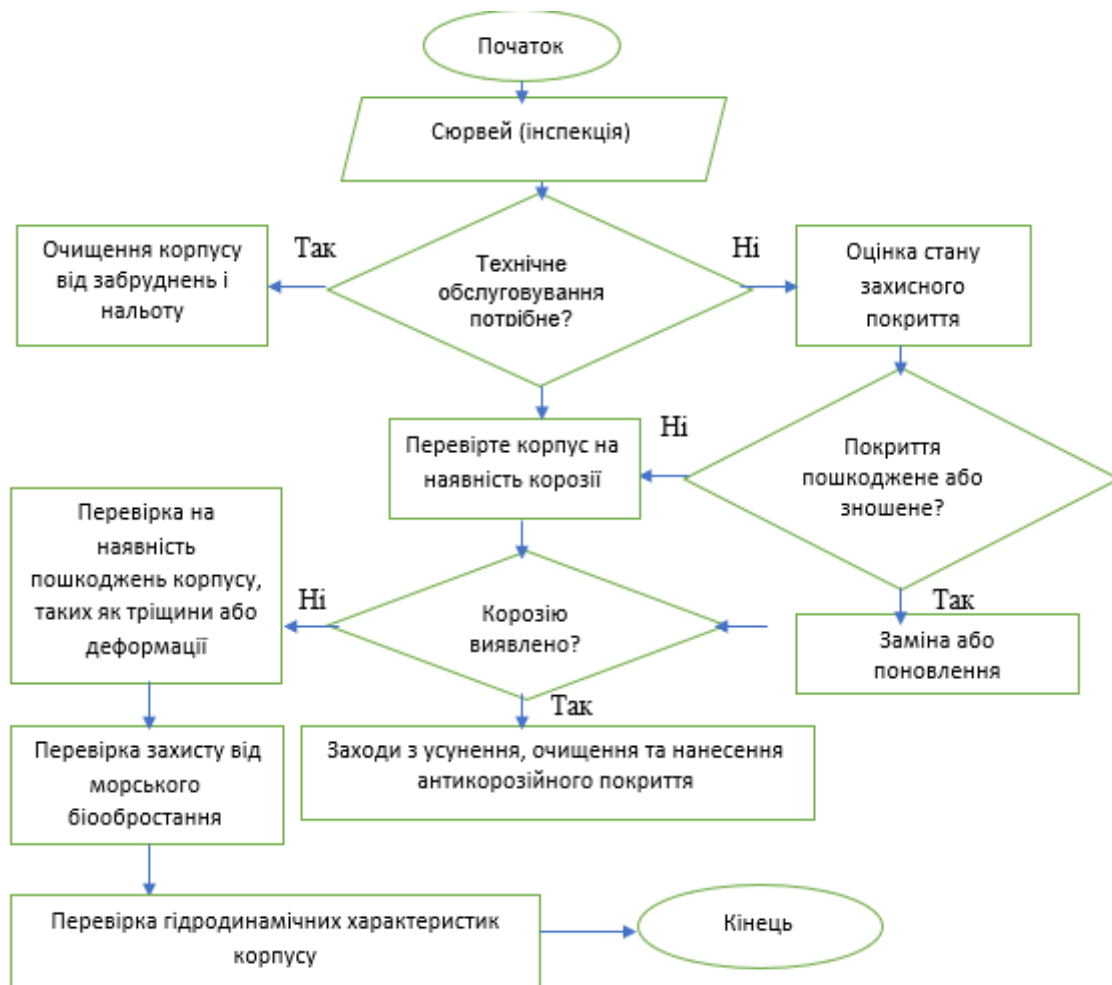 Початок
Сюрвей (інспекція)
Очищення корпусу
від забруднень і
нальоту
Так
Технічне
обслуговування
потрібне?
Ні
Оцінка стану
захисного
покриття
Перевірте корпус на
наявність корозії
Ні
Покриття
пошкоджене або
зношене?
Перевірка на
наявність
пошкоджень корпусу,
таких як тріщини або
деформації
Ні
Корозію
виявлено?
Так
Заміна або
поновлення
Так
Перевірка захисту від
морського
біообростання
Заходи з усунення, очищення та нанесення
антикорозійного покриття
Перевірка гідродинамічних характеристик
корпусу
Кінець